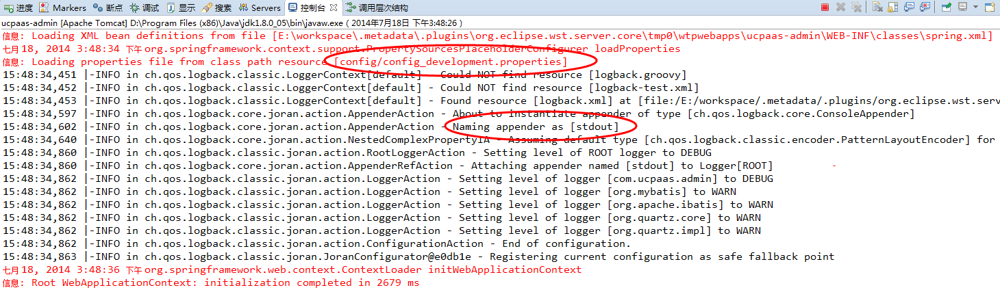 进度 Markers 断点 调试 显示 搜索 Servers 控制台 调用层次结构
ucpaas-admin [Apache Tomcat] D:\Program Files (x86)\Java\jdk1.8.0_05\bin\javaw.exe ( 2014年7月18日 下午3:48:26 )
信息: Loading XML bean definitions from file [E:\workspace\.metadata\.plugins\org.eclipse.wst.server.core\tmp0\wtpwebapps\ucpaas-admin\WEB-INF\classes\spring.xml]
七月 18, 2014 3:48:34 下午 org.springframework.context.support.PropertySourcesPlaceholderConfigurer loadProperties
信息: Loading properties file from class path resource [config/config_development.properties]
15:48:34,451 |-INFO in ch.qos.logback.classic.LoggerContext[default] - Could NOT find resource [logback.groovy]
15:48:34,452 |-INFO in ch.qos.logback.classic.LoggerContext[default] - Could NOT find resource [logback-test.xml]
15:48:34,453 |-INFO in ch.qos.logback.classic.LoggerContext[default] - Found resource [logback.xml] at [file:/E:/workspace/.metadata/.plugins/org.eclipse.wst.serv
15:48:34,597 |-INFO in ch.qos.logback.core.joran.action.AppenderAction - About to instantiate appender of type [ch.qos.logback.core.ConsoleAppender]
15:48:34,602 |-INFO in ch.qos.logback.core.joran.action.AppenderAction - Naming appender as [stdout]
15:48:34,640 |-INFO in ch.qos.logback.core.joran.action.NestedComplexPropertyIA - Assuming default type [ch.qos.logback.classic.encoder.PatternLayoutEncoder] for
15:48:34,860 |-INFO in ch.qos.logback.classic.joran.action.RootLoggerAction - Setting level of ROOT logger to DEBUG
15:48:34,860 |-INFO in ch.qos.logback.core.joran.action.AppenderRefAction - Attaching appender named [stdout] to Logger[ROOT]
15:48:34,862 |-INFO in ch.qos.logback.classic.joran.action.LoggerAction - Setting level of logger [com.ucpaas.admin] to DEBUG
15:48:34,862 |-INFO in ch.qos.logback.classic.joran.action.LoggerAction - Setting level of logger [org.mybatis] to WARN
15:48:34,862 |-INFO in ch.qos.logback.classic.joran.action.LoggerAction - Setting level of logger [org.apache.ibatis] to WARN
15:48:34,862 |-INFO in ch.qos.logback.classic.joran.action.LoggerAction - Setting level of logger [org.quartz.core] to WARN
15:48:34,862 |-INFO in ch.qos.logback.classic.joran.action.LoggerAction - Setting level of logger [org.quartz.impl] to WARN
15:48:34,862 |-INFO in ch.qos.logback.classic.joran.action.ConfigurationAction - End of configuration.
15:48:34,863 |-INFO in ch.qos.logback.classic.joran.JoranConfigurator@e0db1e - Registering current configuration as safe fallback point
七月 18, 2014 3:48:36 下午 org.springframework.web.context.ContextLoader initWebApplicationContext
信息: Root WebApplicationContext: initialization completed in 2679 ms